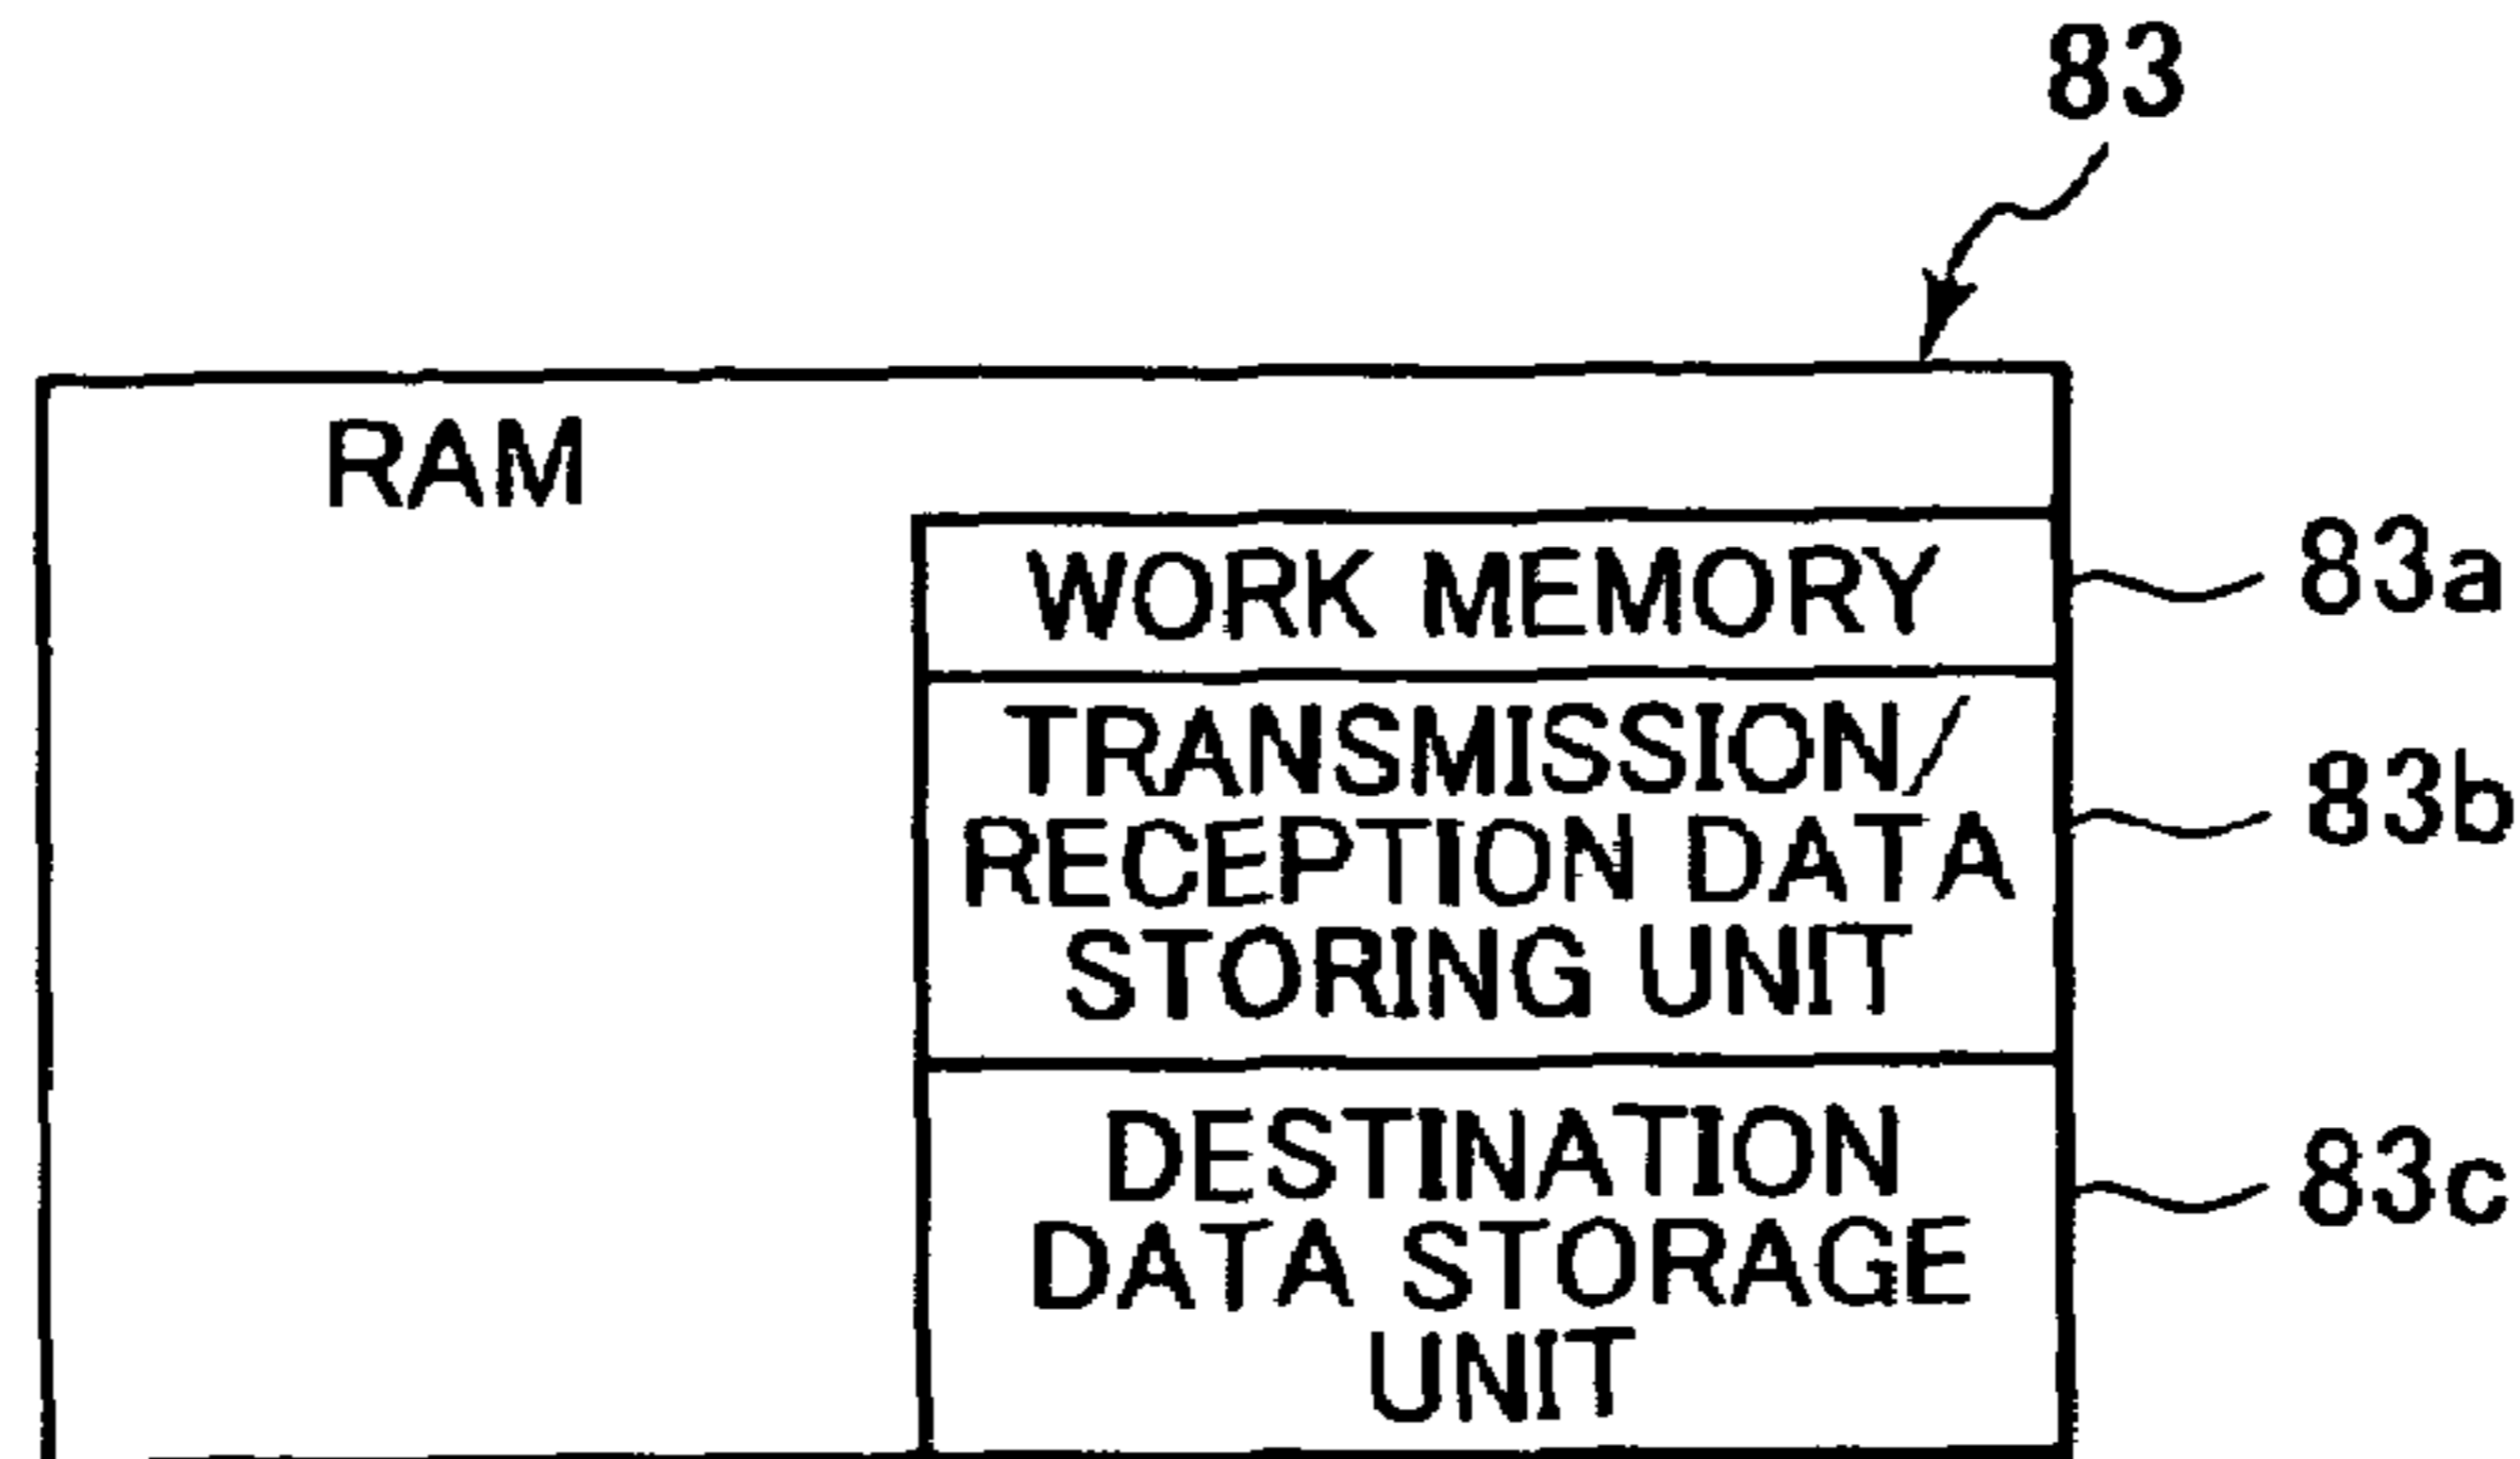 83
RAM
WORK MEMORY
83a
TRANSMISSION/
RECEPTION DATA
STORING UNIT
83b
DESTINATION
DATA STORAGE
UNIT
83c